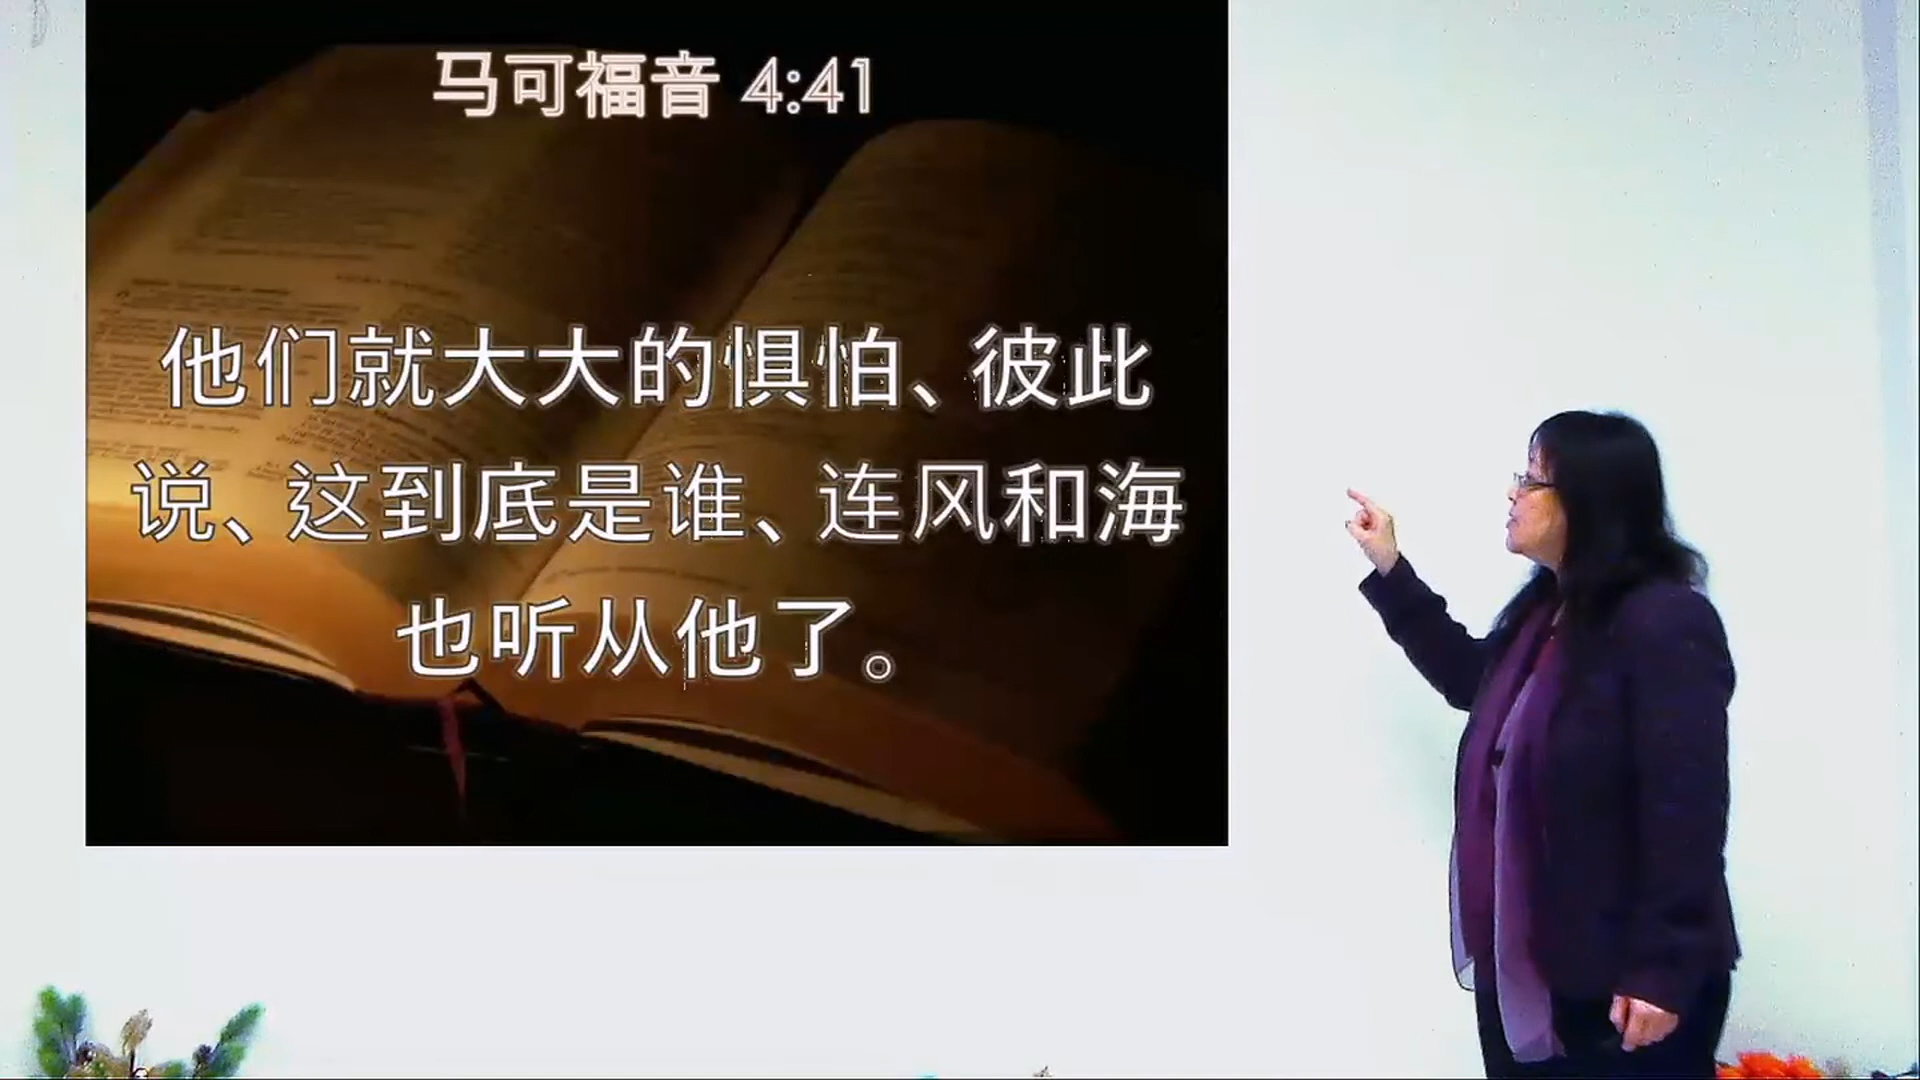 马可福音 4:41
他们就大大的惧怕、彼此
说、这到底是谁、连风和海
也听从他了。